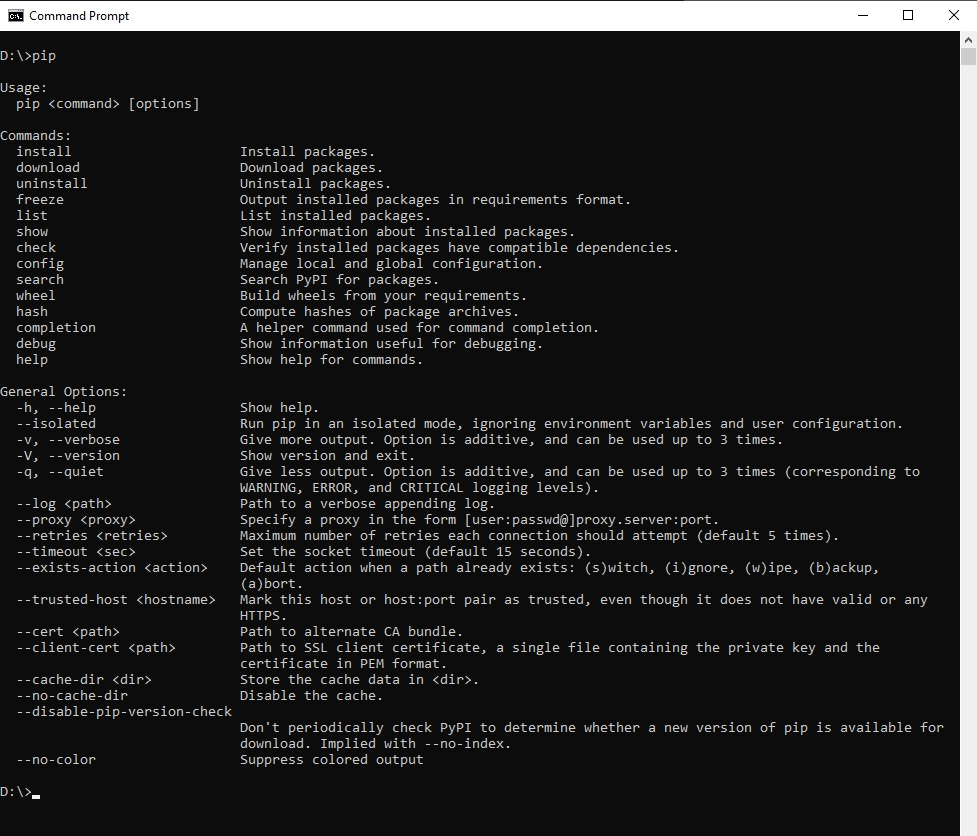 Command Prompt
D:\>pip
Usage:
  pip <command> [options]
Commands:
  install                     Install packages.
  download                    Download packages.
  uninstall                   Uninstall packages.
  freeze                      Output installed packages in requirements format.
  list                        List installed packages.
  show                        Show information about installed packages.
  check                       Verify installed packages have compatible dependencies.
  config                      Manage local and global configuration.
  search                      Search PyPI for packages.
  wheel                       Build wheels from your requirements.
  hash                        Compute hashes of package archives.
  completion                  A helper command used for command completion.
  debug                       Show information useful for debugging.
  help                        Show help for commands.
General Options:
  -h, --help                  Show help.
  --isolated                  Run pip in an isolated mode, ignoring environment variables and user configuration.
  -v, --verbose               Give more output. Option is additive, and can be used up to 3 times.
  -V, --version               Show version and exit.
  -q, --quiet                 Give less output. Option is additive, and can be used up to 3 times (corresponding to
                              WARNING, ERROR, and CRITICAL logging levels).
  --log <path>                Path to a verbose appending log.
  --proxy <proxy>             Specify a proxy in the form [user:passwd@]proxy.server:port.
  --retries <retries>         Maximum number of retries each connection should attempt (default 5 times).
  --timeout <sec>             Set the socket timeout (default 15 seconds).
  --exists-action <action>    Default action when a path already exists: (s)witch, (i)gnore, (w)ipe, (b)ackup,
                              (a)bort.
  --trusted-host <hostname>   Mark this host or host:port pair as trusted, even though it does not have valid or any
                              HTTPS.
  --cert <path>               Path to alternate CA bundle.
  --client-cert <path>        Path to SSL client certificate, a single file containing the private key and the
                              certificate in PEM format.
  --cache-dir <dir>           Store the cache data in <dir>.
  --no-cache-dir              Disable the cache.
  --disable-pip-version-check
                              Don't periodically check PyPI to determine whether a new version of pip is available for
                              download. Implied with --no-index.
  --no-color                  Suppress colored output
D:\>